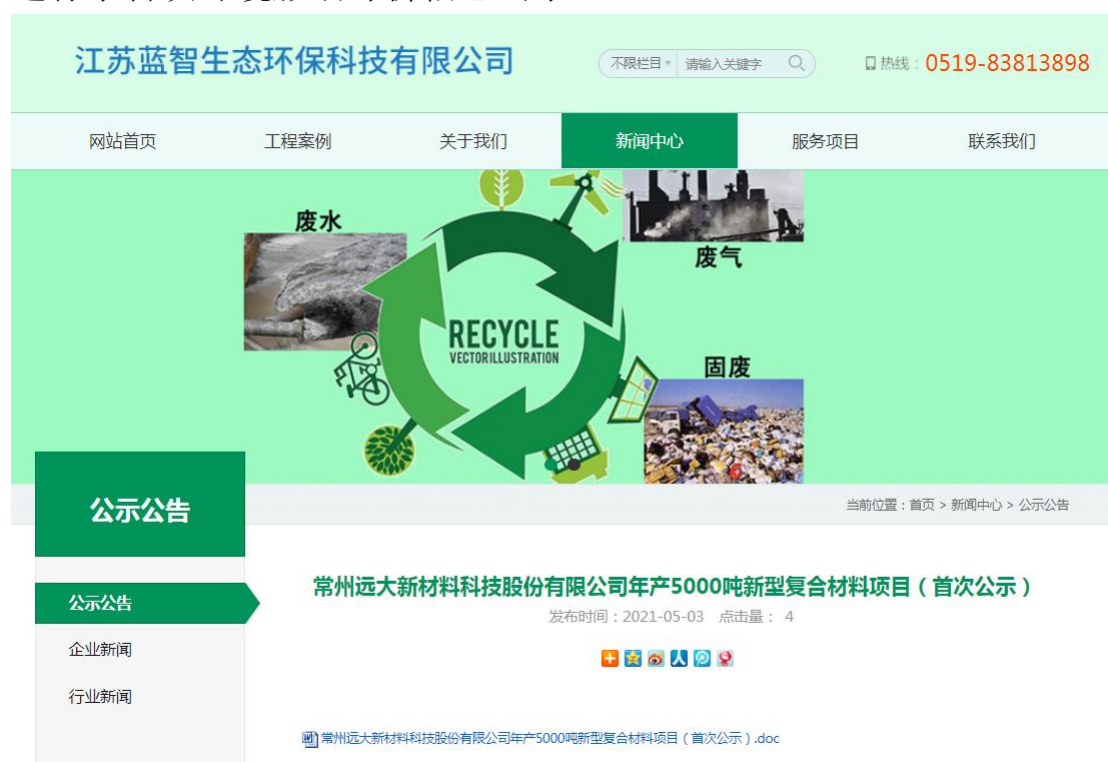 江苏蓝智生态环保科技有限公司
不限栏目 请输入关键字
热线：0519-83813898
网站首页 工程案例 关于我们 新闻中心 服务项目 联系我们
废水
废气
RECYCLE
VECTOR ILLUSTRATION
固废
公示公告
当前位置：首页 > 新闻中心 > 公示公告
常州远大新材料科技股份有限公司年产5000吨新型复合材料项目（首次公示）
发布时间：2021-05-03 点击量： 4
公示公告
企业新闻
行业新闻
常州远大新材料科技股份有限公司年产5000吨新型复合材料项目（首次公示）.doc